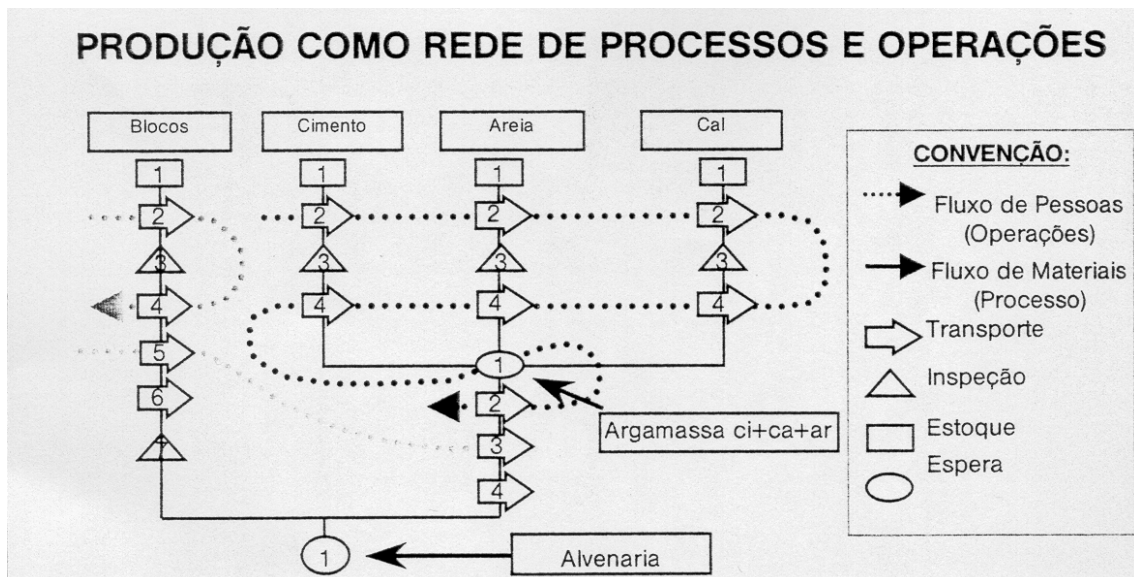 PRODUÇÃO COMO REDE DE PROCESSOS E OPERAÇÕES
Blocos Cimento Areia Cal
1 1 1 1
2 2 2 2
3 3 3 3
4 4 4 4
5
6
1
2
3
4
Argamassa ci+ca+ar
1
Alvenaria
CONVENÇÃO:
Fluxo de Pessoas
(Operações)
Fluxo de Materiais
(Processo)
Transporte
Inspeção
Estoque
Espera